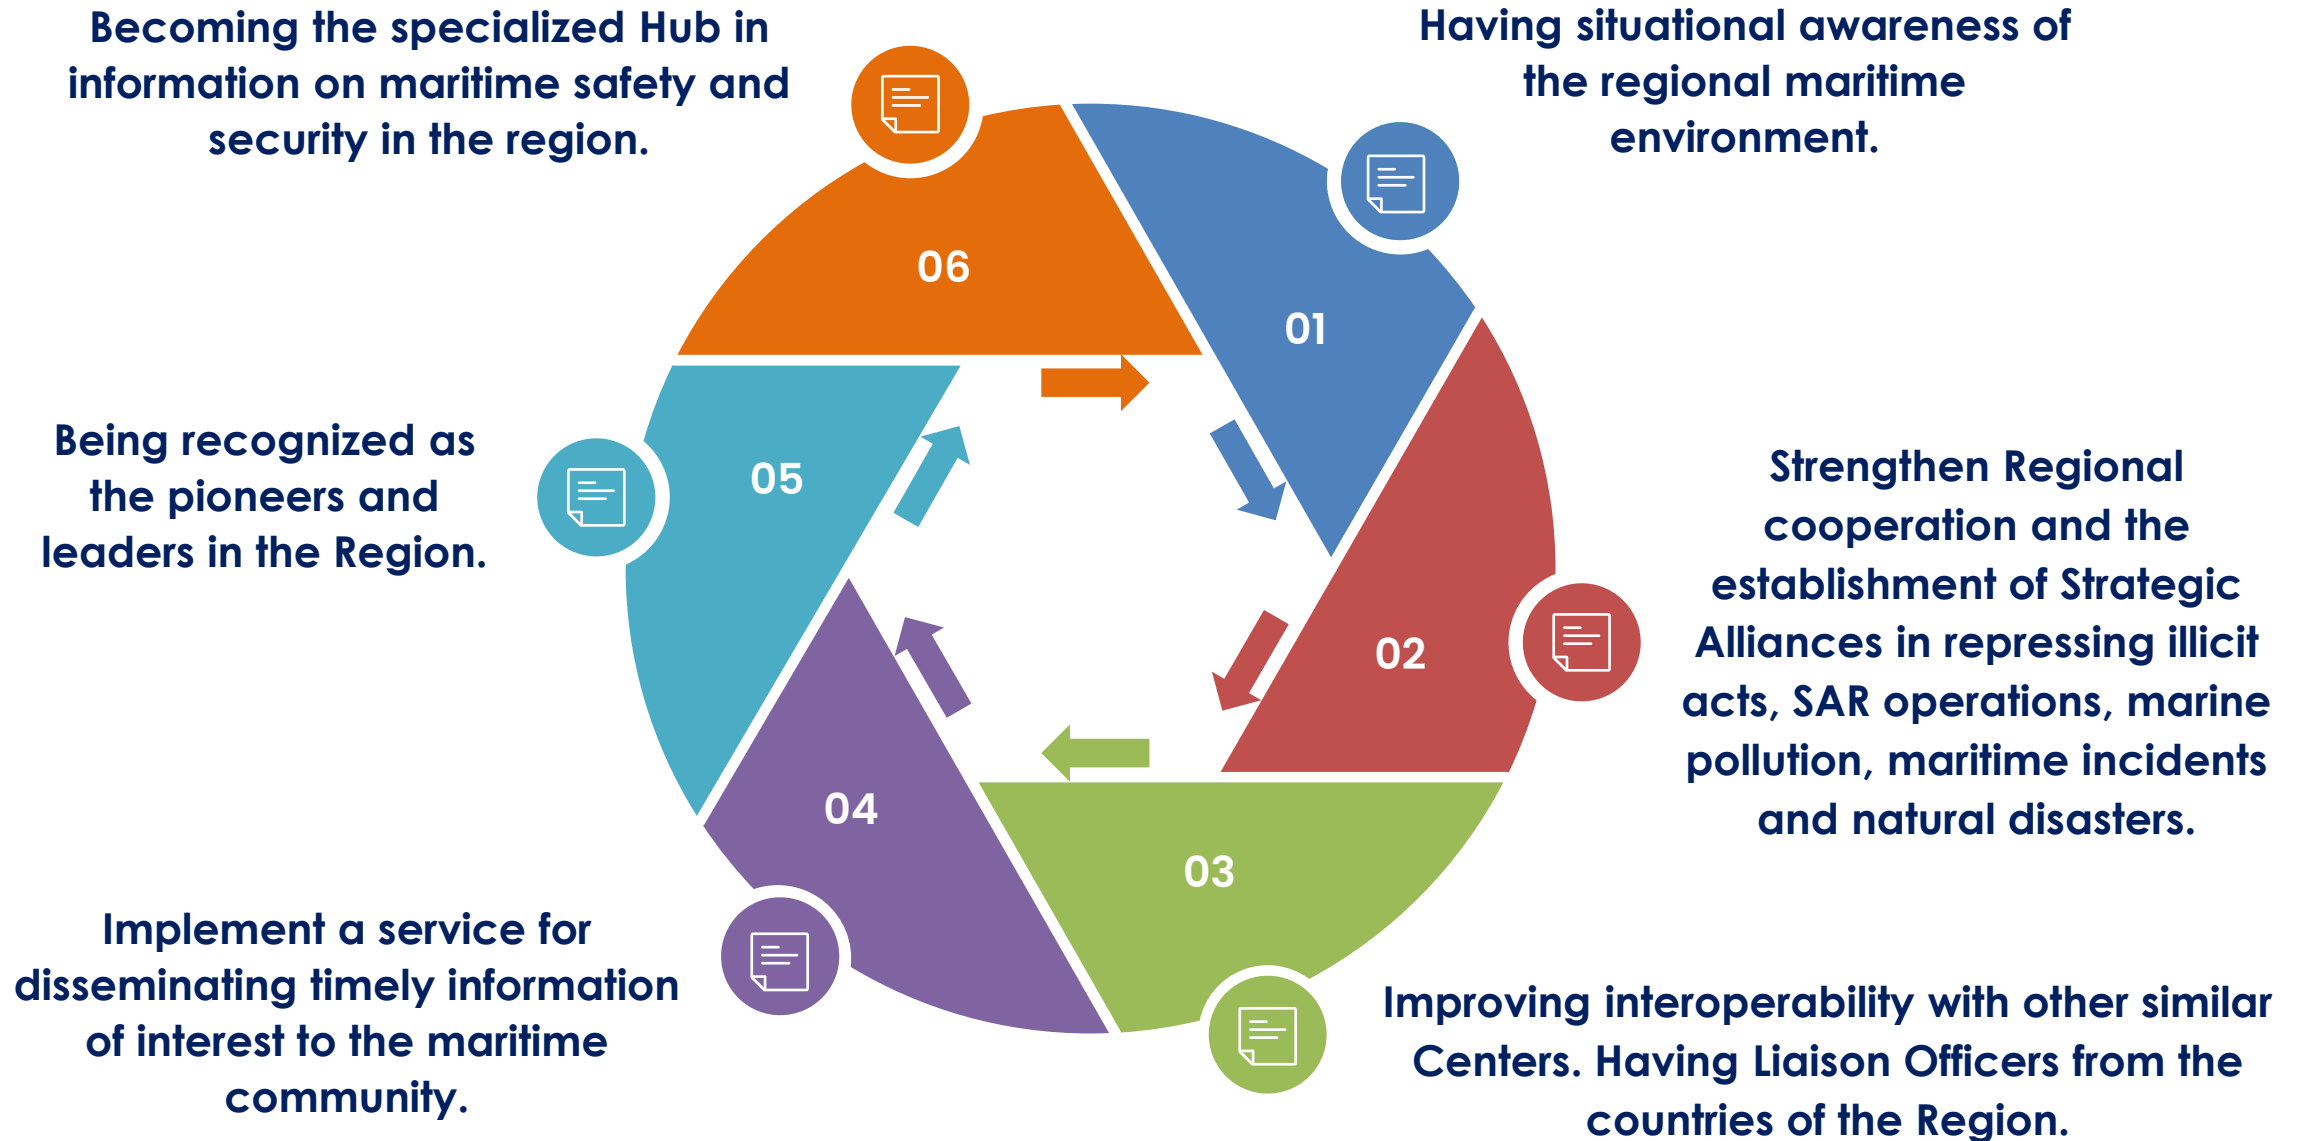 Becoming the specialized Hub in
information on maritime safety and
security in the region.
Having situational awareness of
the regional maritime
environment.
06
01
Being recognized as
the pioneers and
leaders in the Region.
05
Strengthen Regional
cooperation and the
establishment of Strategic
Alliances in repressing illicit
acts, SAR operations, marine
pollution, maritime incidents
and natural disasters.
02
04
03
Implement a service for
disseminating timely information
of interest to the maritime
community.
Improving interoperability with other similar
Centers. Having Liaison Officers from the
countries of the Region.